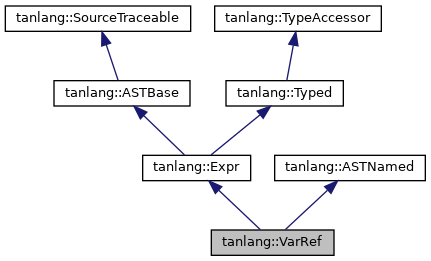 tanlang::SourceTraceable
tanlang::TypeAccessor
tanlang::ASTBase
tanlang::Typed
tanlang::Expr
tanlang::ASTNamed
tanlang::VarRef